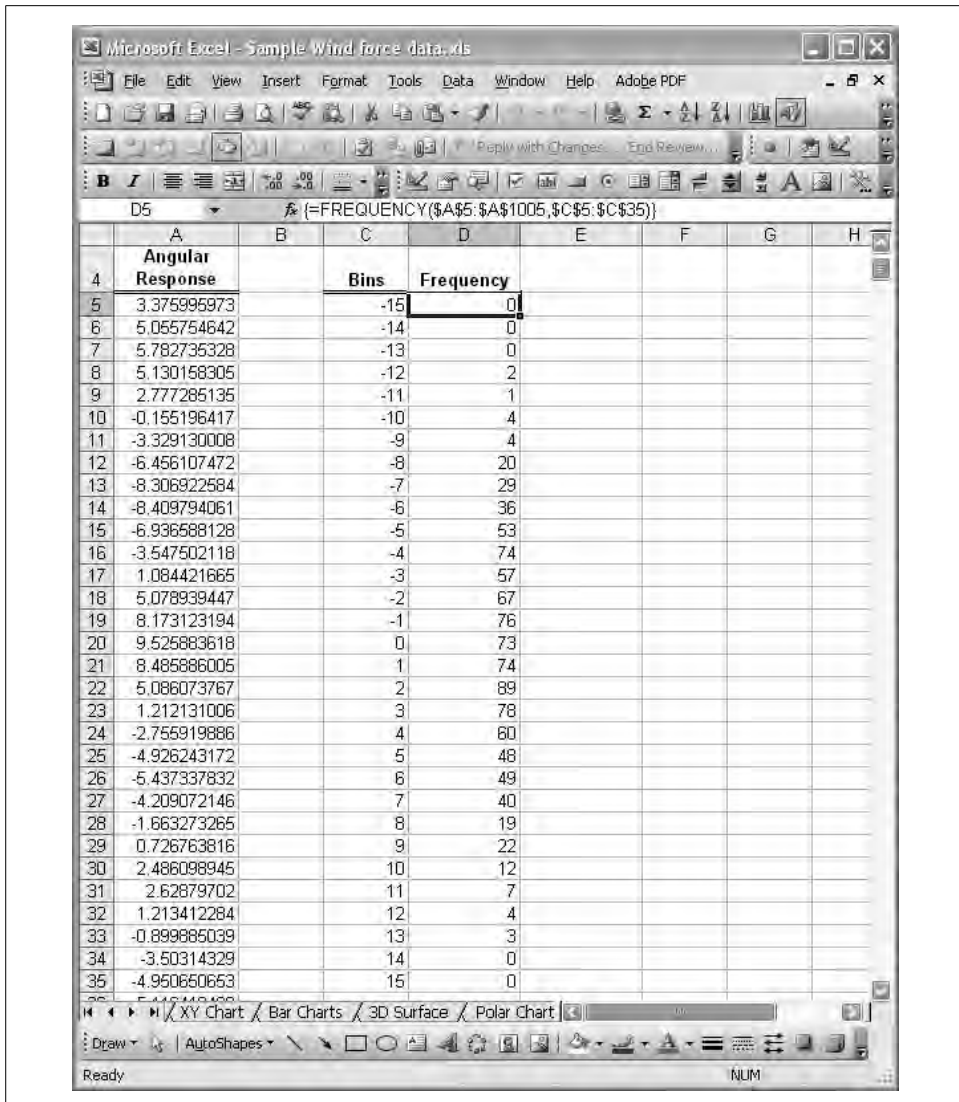 Microsoft Excel - Sample Wind force data.xls
File Edit View Insert Format Tools Data Window Help Adobe PDF
Reply with Changes... End Review...
B I A
D5 fx {=FREQUENCY($A$5:$A$1005,$C$5:$C$35)}
A B C D E F G H
4 Angular Response Bins Frequency
5 3.375995973 -15 0
6 5.055754642 -14 0
7 5.782735328 -13 0
8 5.130158305 -12 2
9 2.777285135 -11 1
10 -0.155196417 -10 4
11 -3.329130008 -9 4
12 -6.456107472 -8 20
13 -8.306922584 -7 29
14 -8.409794061 -6 36
15 -6.936588128 -5 53
16 -3.547502118 -4 74
17 1.084421665 -3 57
18 5.078939447 -2 67
19 8.173123194 -1 76
20 9.525883618 0 73
21 8.485886005 1 74
22 5.086073767 2 89
23 1.212131006 3 78
24 -2.755919886 4 60
25 -4.926243172 5 48
26 -5.437337832 6 49
27 -4.209072146 7 40
28 -1.663273265 8 19
29 0.726763816 9 22
30 2.486098945 10 12
31 2.62879702 11 7
32 1.213412284 12 4
33 -0.899885039 13 3
34 -3.50314329 14 0
35 -4.950650653 15 0
XY Chart / Bar Charts / 3D Surface / Polar Chart
Draw AutoShapes
Ready NUM